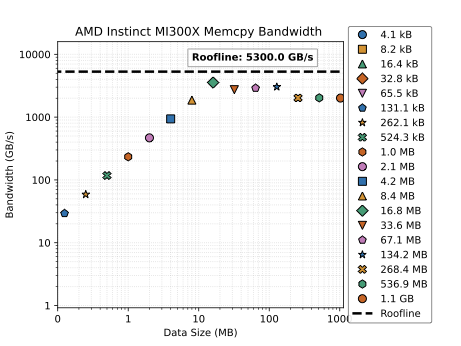 AMD Instinct MI300X Memcpy Bandwidth
Roofline: 5300.0 GB/s
Bandwidth (GB/s)
10000
1000
100
10
1
0
1
10
100
1000
Data Size (MB)
4.1 kB
8.2 kB
16.4 kB
32.8 kB
65.5 kB
131.1 kB
262.1 kB
524.3 kB
1.0 MB
2.1 MB
4.2 MB
8.4 MB
16.8 MB
33.6 MB
67.1 MB
134.2 MB
268.4 MB
536.9 MB
1.1 GB
Roofline